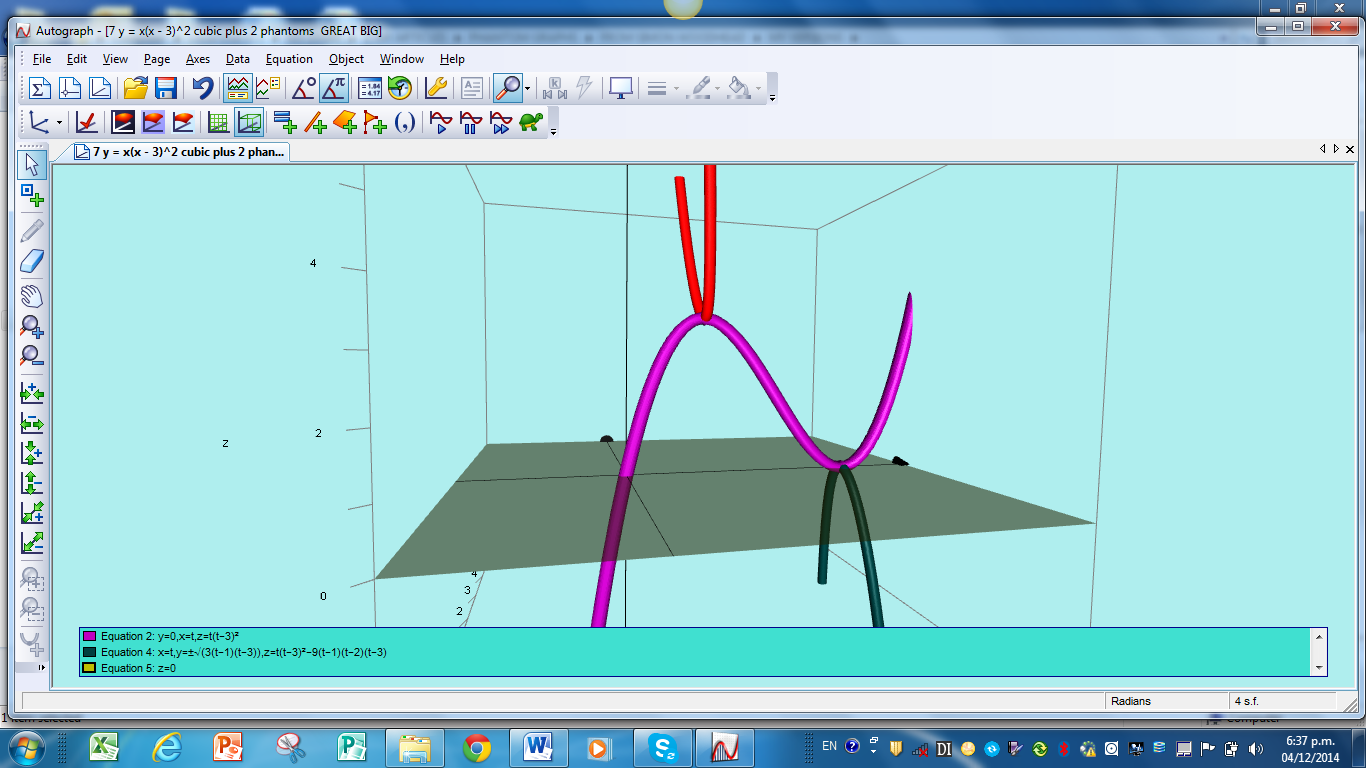 Autograph - [7 y = x(x - 3)^2 cubic plus 2 phantoms  GREAT BIG]
File Edit View Page Axes Data Equation Object Window Help
7 y = x(x - 3)^2 cubic plus 2 phan...
4
z
2
0
4
3
2
Equation 2: y=0,x=t,z=t(t−3)²
Equation 4: x=t,y=±√(3(t−1)(t−3)),z=t(t−3)²−9(t−1)(t−2)(t−3)
Equation 5: z=0
Radians 4 s.f.
EN
6:37 p.m.
04/12/2014